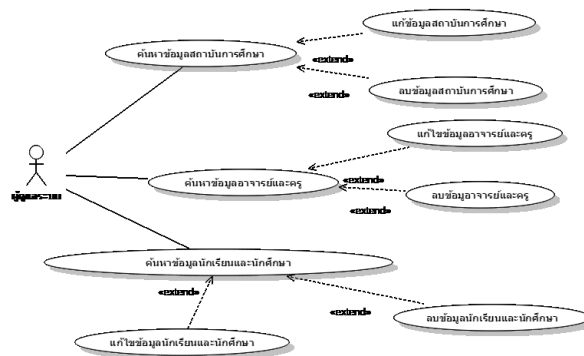 แก้ข้อมูลสถาบันการศึกษา
ค้นหาข้อมูลสถาบันการศึกษา
«extend»
«extend»
ลบข้อมูลสถาบันการศึกษา
แก้ไขข้อมูลอาจารย์และครู
ผู้ดูแลระบบ
ค้นหาข้อมูลอาจารย์และครู
«extend»
ลบข้อมูอาจารย์และครู
«extend»
ค้นหาข้อมูลนักเรียนและนักศึกษา
«extend»
«extend»
ลบข้อมูลนักเรียนและนักศึกษา
แก้ไขข้อมูลนักเรียนและนักศึกษา